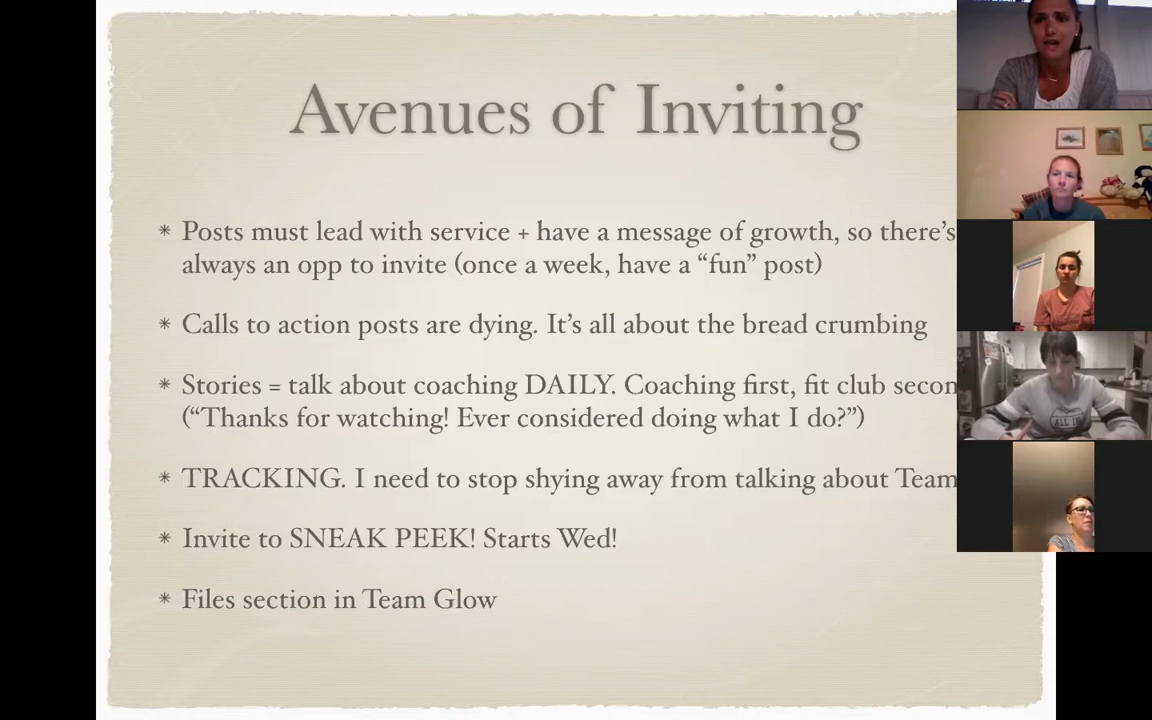 Avenues of Inviting
* Posts must lead with service + have a message of growth, so there's
always an opp to invite (once a week, have a “fun” post)
* Calls to action posts are dying. It's all about the bread crumbing
* Stories = talk about coaching DAILY. Coaching first, fit club secon
(“Thanks for watching! Ever considered doing what I do?”)
* TRACKING. I need to stop shying away from talking about Team
* Invite to SNEAK PEEK! Starts Wed!
* Files section in Team Glow
ALL IN